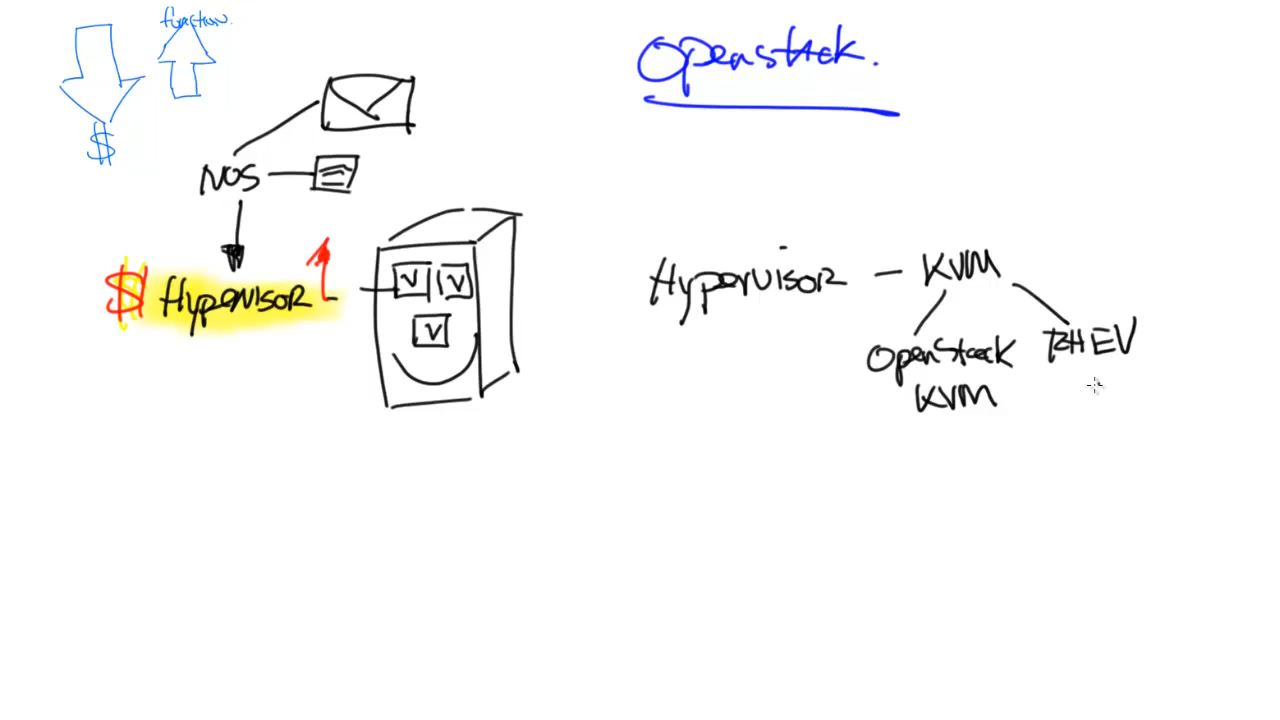 function.
$
NOS
$ Hypervisor
V V
V
Openstack.
Hypervisor - KVM
OpenStack RHEV
KVM